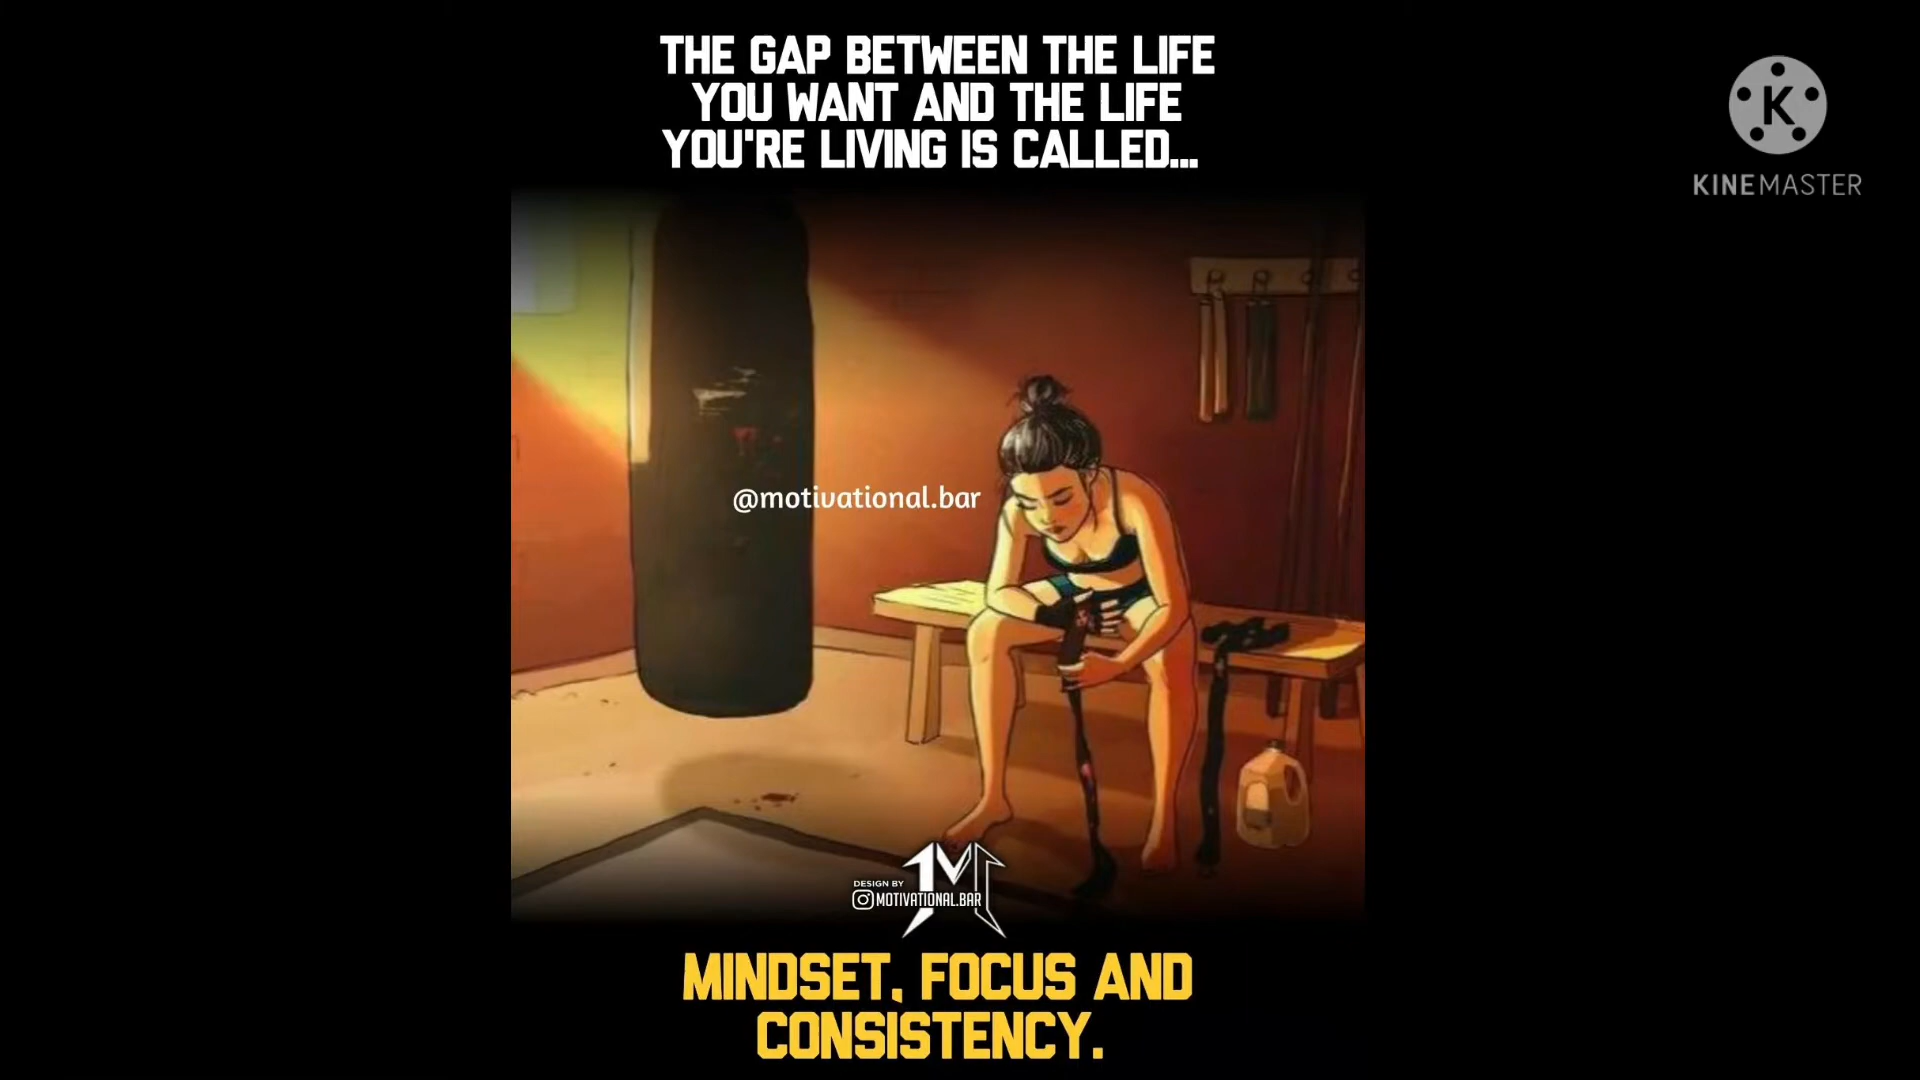 THE GAP BETWEEN THE LIFE
YOU WANT AND THE LIFE
YOU'RE LIVING IS CALLED...
K
KINEMASTER
@motivational.bar
DESIGN BY
MOTIVATIONAL.BAR
MINDSET, FOCUS AND
CONSISTENCY.